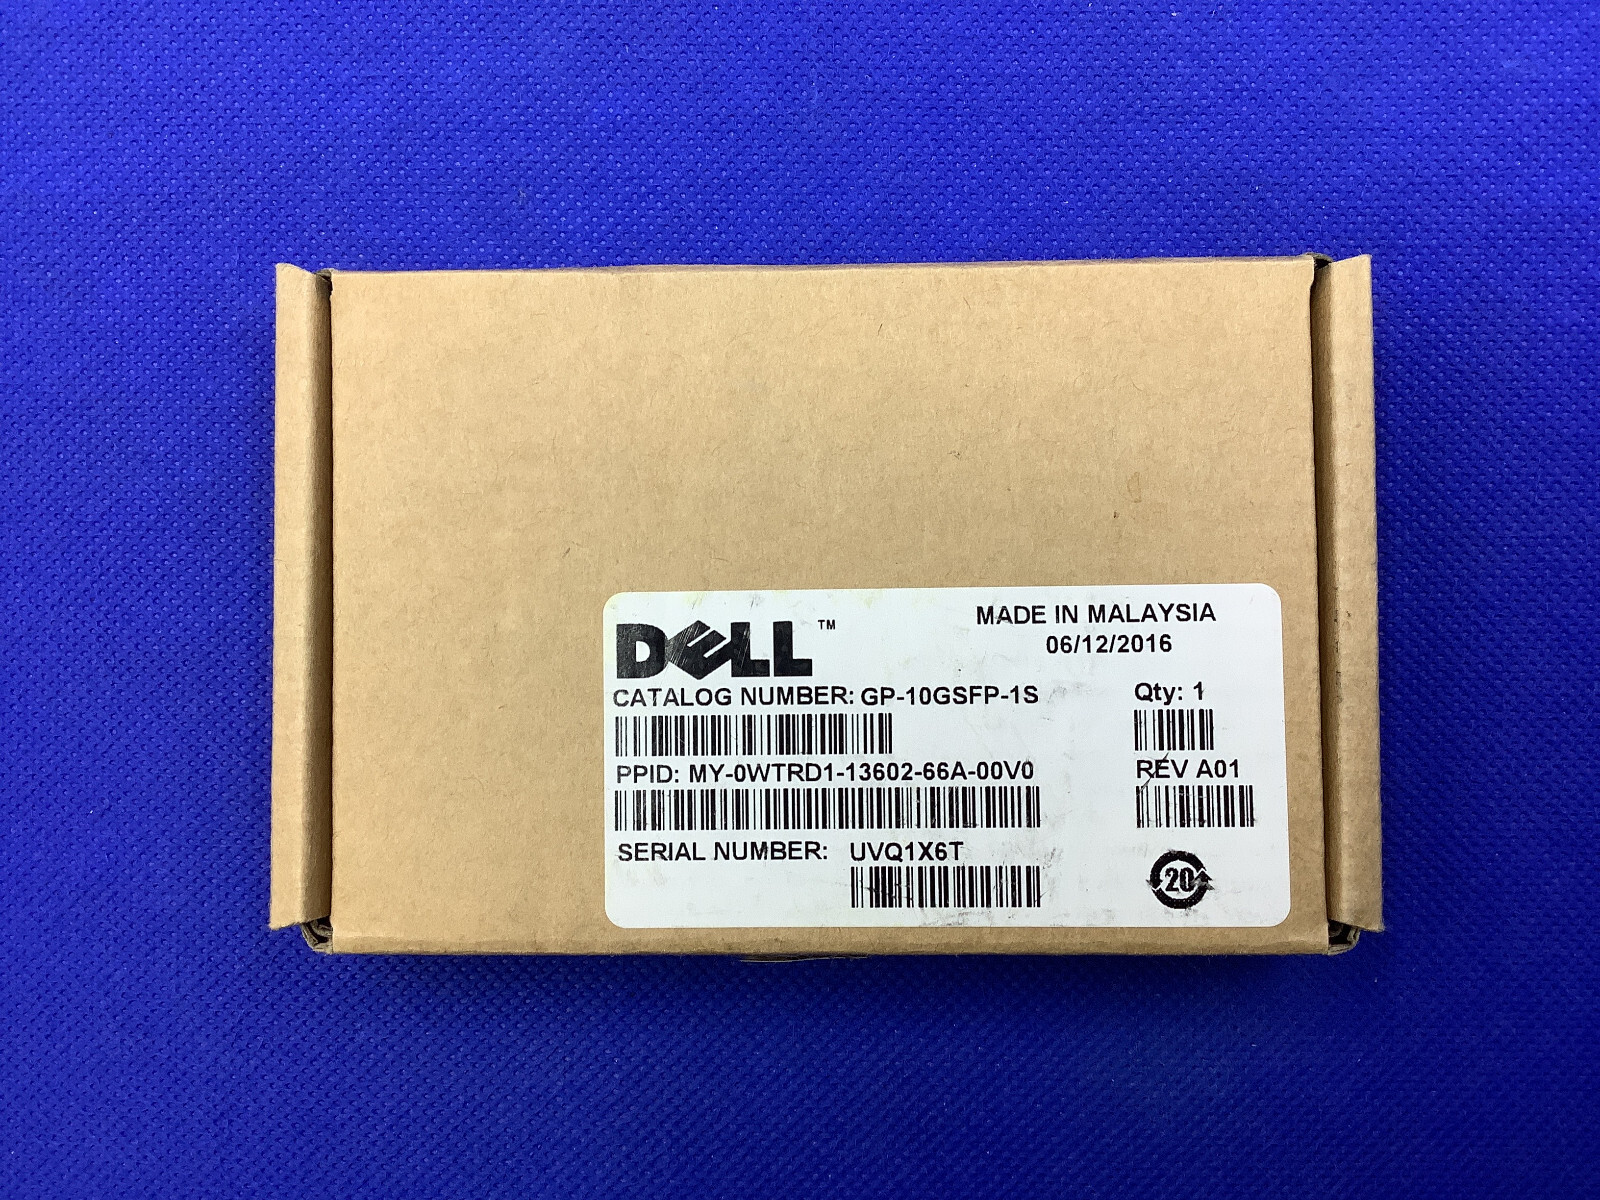 DELL™
MADE IN MALAYSIA
06/12/2016
CATALOG NUMBER: GP-10GSFP-1S
Qty: 1
PPID: MY-0WTRD1-13602-66A-00V0
REV A01
SERIAL NUMBER: UVQ1X6T
20